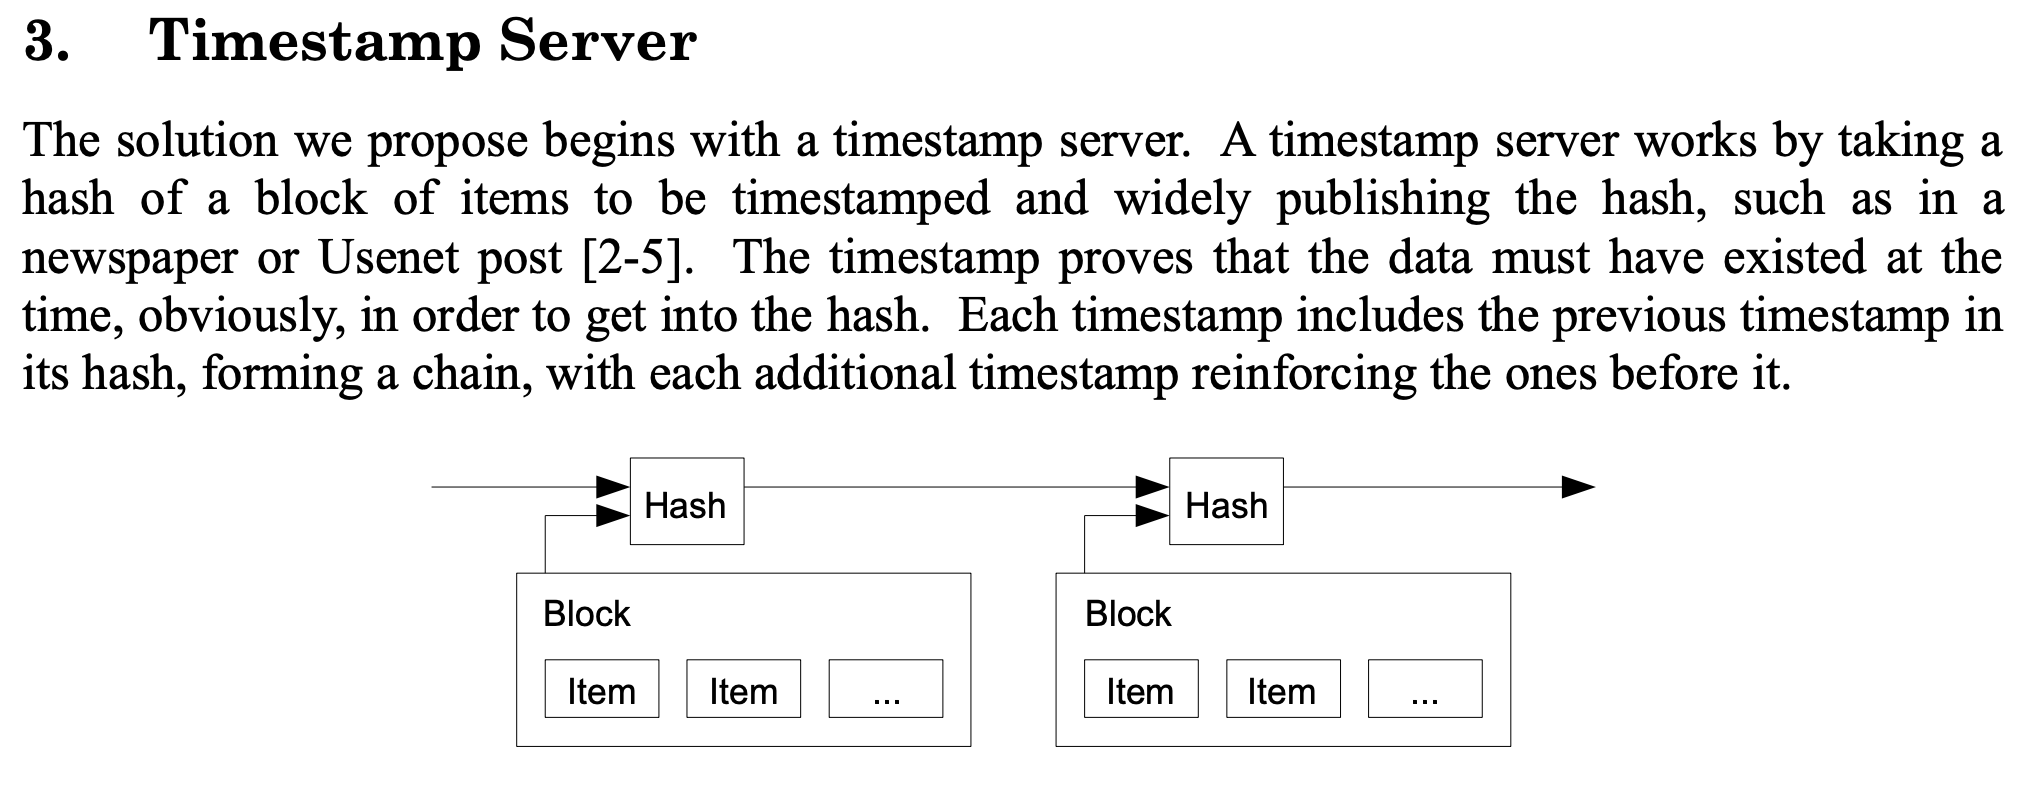 3. Timestamp Server
The solution we propose begins with a timestamp server. A timestamp server works by taking a
hash of a block of items to be timestamped and widely publishing the hash, such as in a
newspaper or Usenet post [2-5]. The timestamp proves that the data must have existed at the
time, obviously, in order to get into the hash. Each timestamp includes the previous timestamp in
its hash, forming a chain, with each additional timestamp reinforcing the ones before it.
Hash
Hash
Block
Block
Item Item ...
Item Item ...